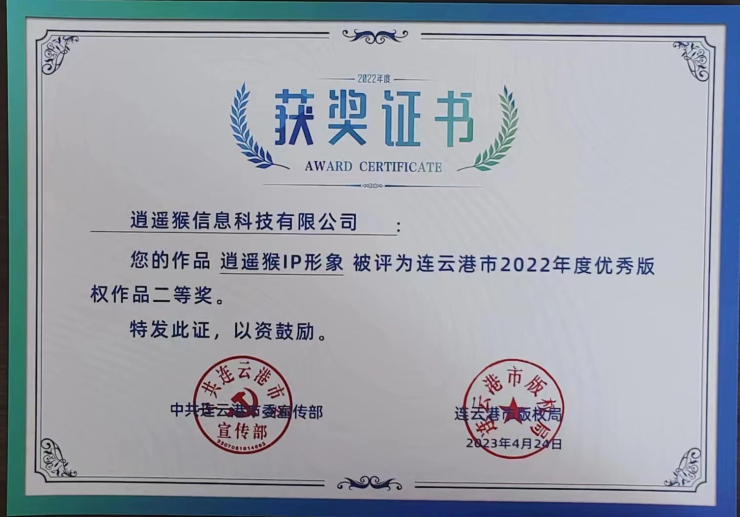 2022年度
获奖证书
AWARD CERTIFICATE
逍遥猴信息科技有限公司：
您的作品 逍遥猴IP形象 被评为连云港市2022年度优秀版
权作品二等奖。
特发此证，以资鼓励。
中共连云港市委宣传部
宣传部
连云港市版权局
2023年4月24日